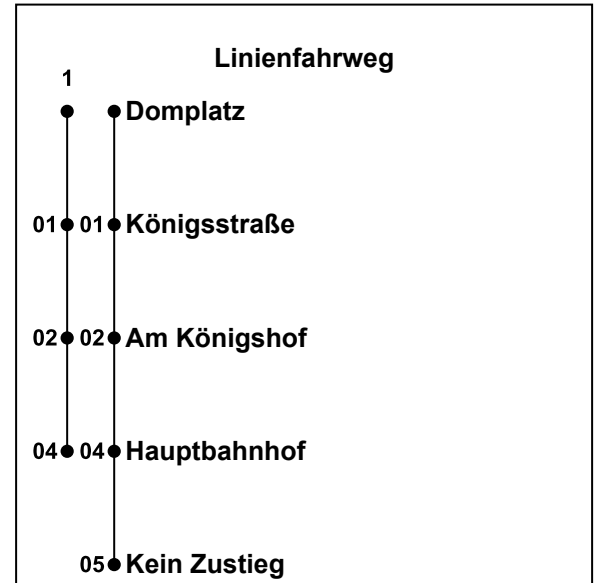 Linienfahrweg
1
Domplatz
01 01 Königsstraße
02 02 Am Königshof
04 04 Hauptbahnhof
05 Kein Zustieg